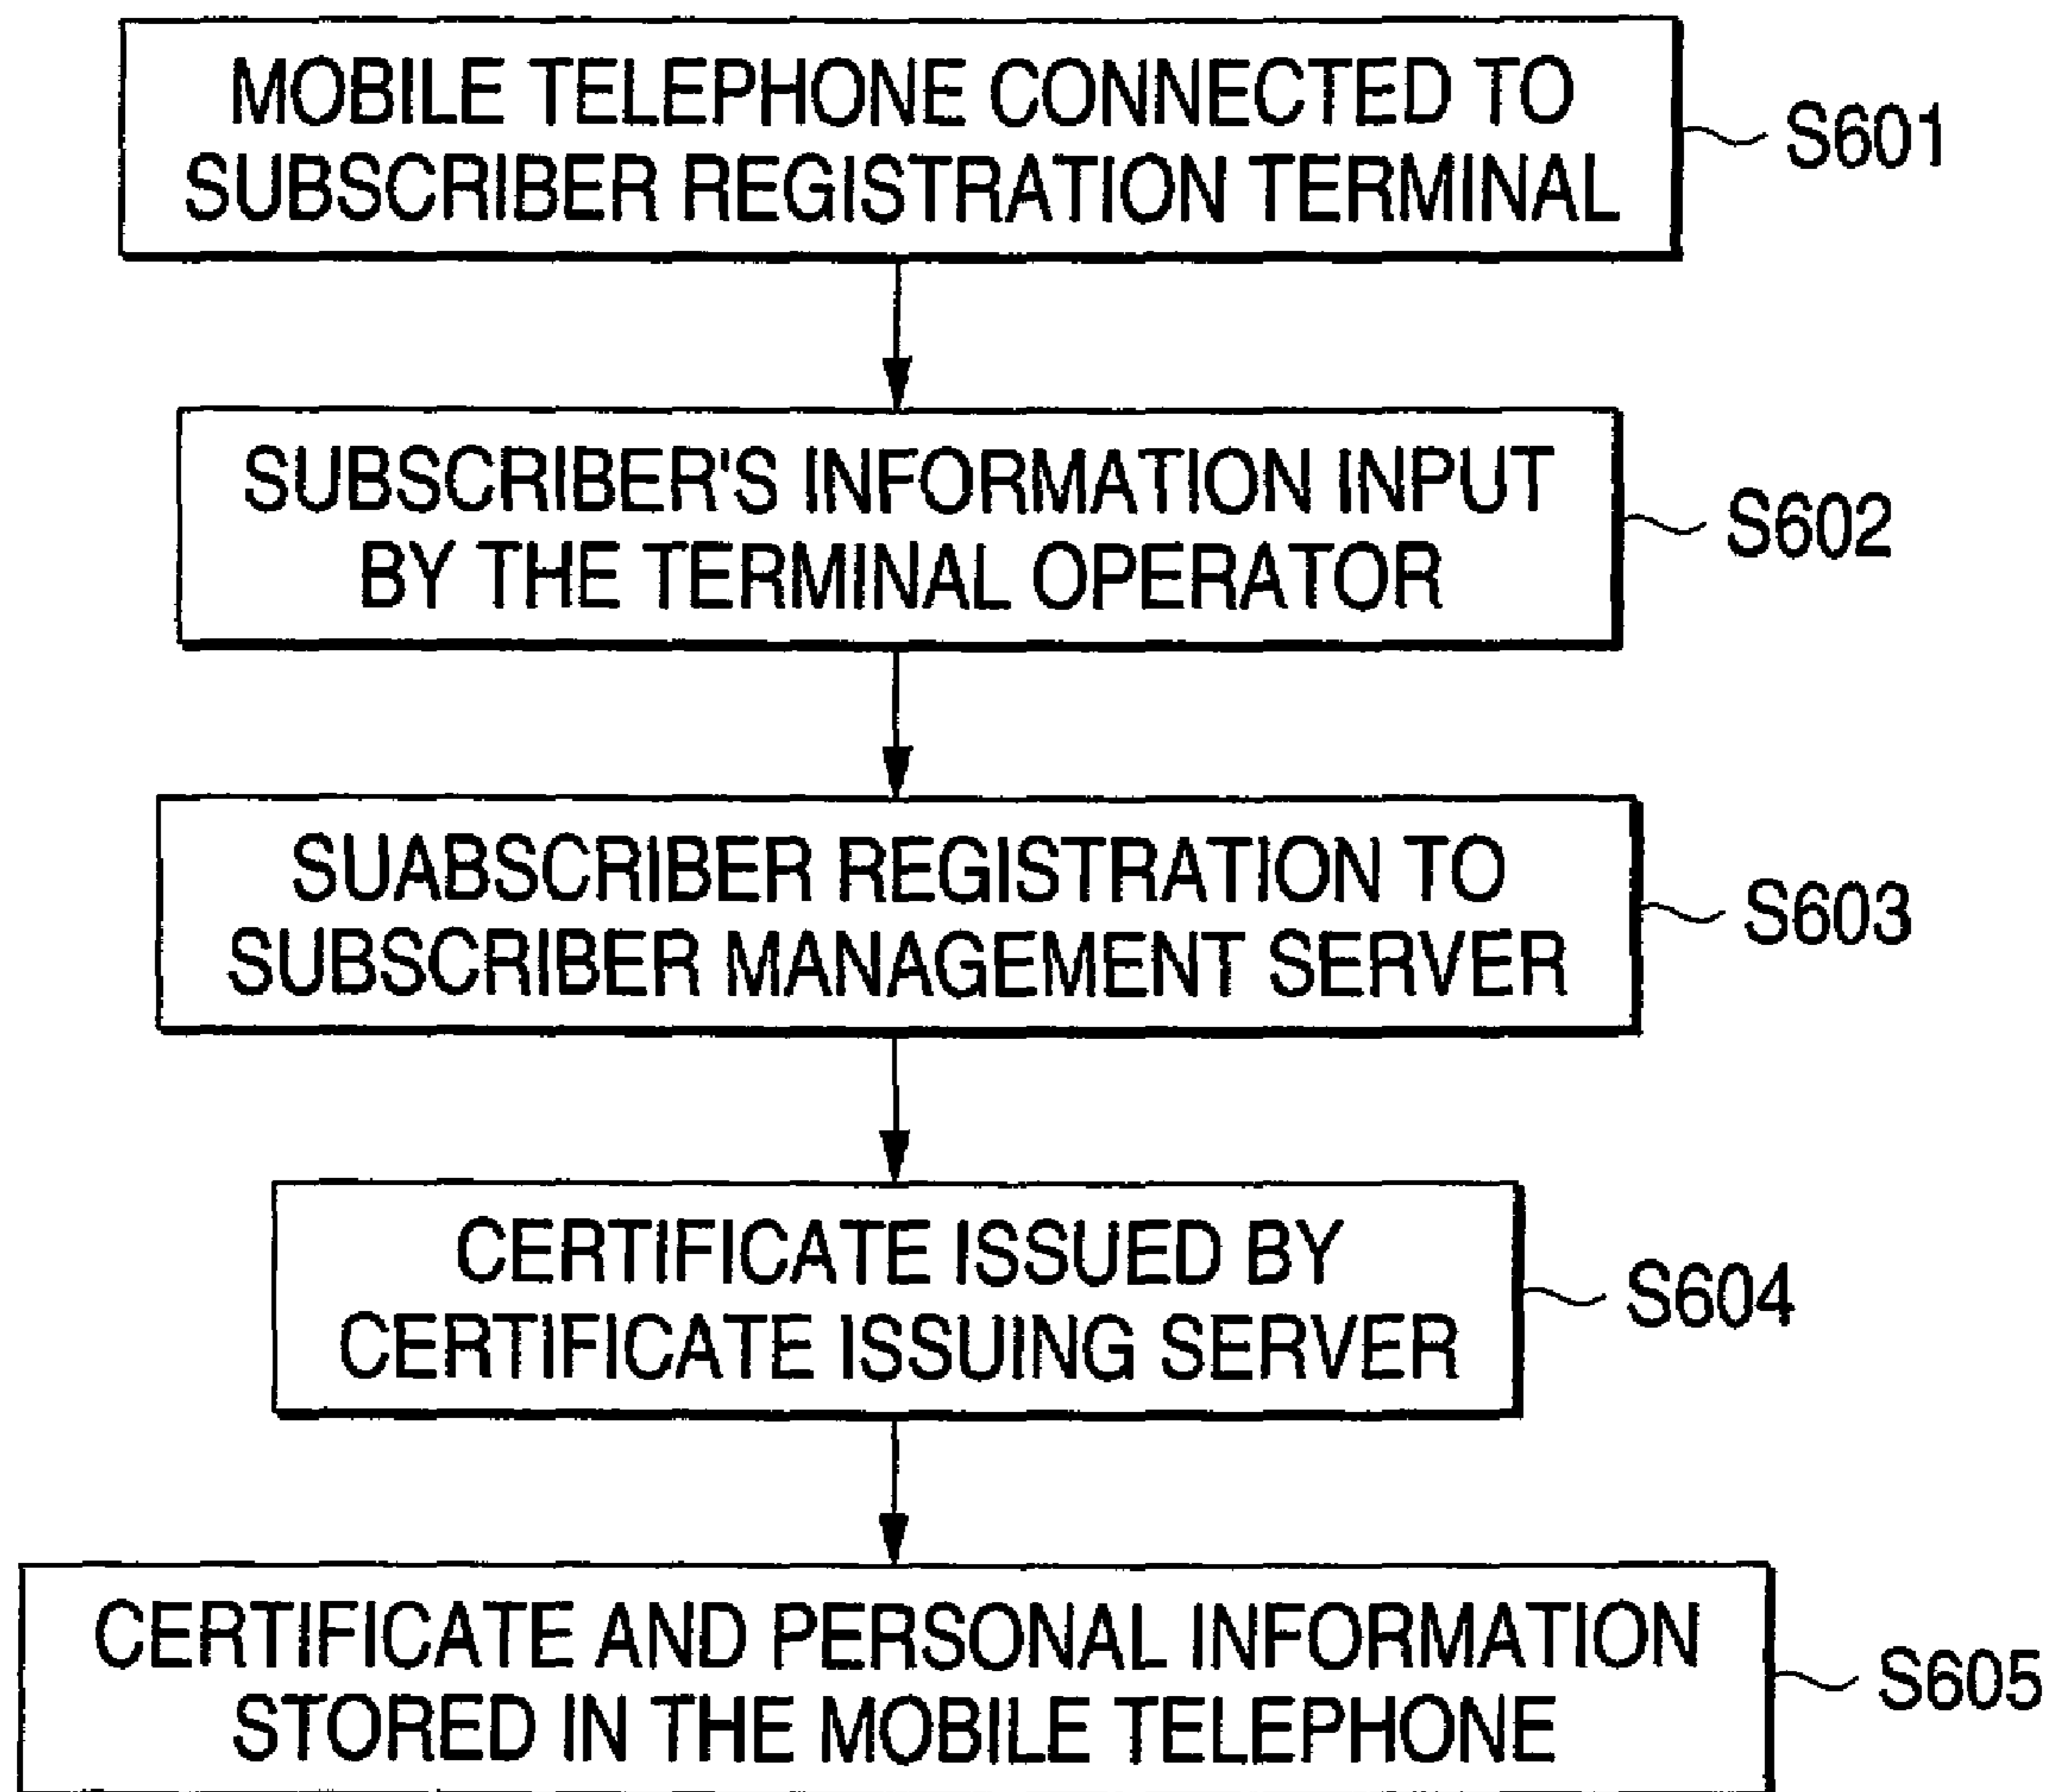 MOBILE TELEPHONE CONNECTED TO
SUBSCRIBER REGISTRATION TERMINAL
S601
SUBSCRIBER'S INFORMATION INPUT
BY THE TERMINAL OPERATOR
S602
SUABSCRIBER REGISTRATION TO
SUBSCRIBER MANAGEMENT SERVER
S603
CERTIFICATE ISSUED BY
CERTIFICATE ISSUING SERVER
S604
CERTIFICATE AND PERSONAL INFORMATION
STORED IN THE MOBILE TELEPHONE
S605